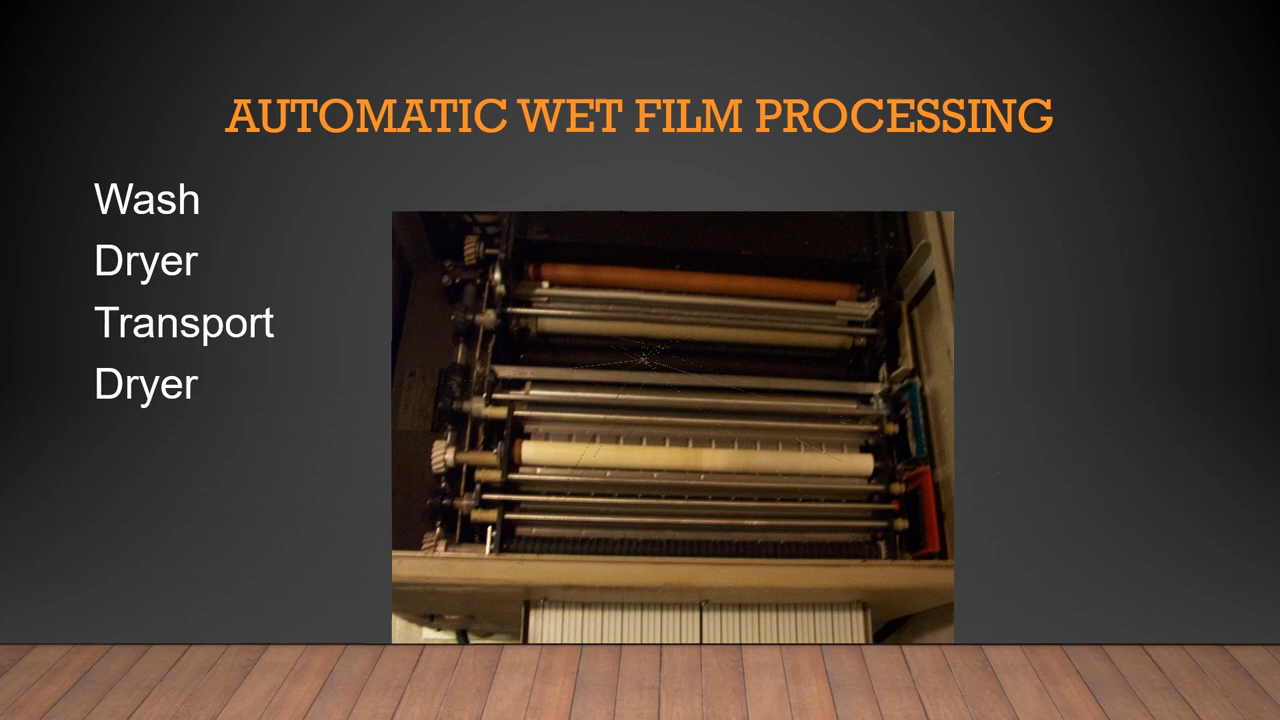 AUTOMATIC WET FILM PROCESSING
Wash
Dryer
Transport
Dryer